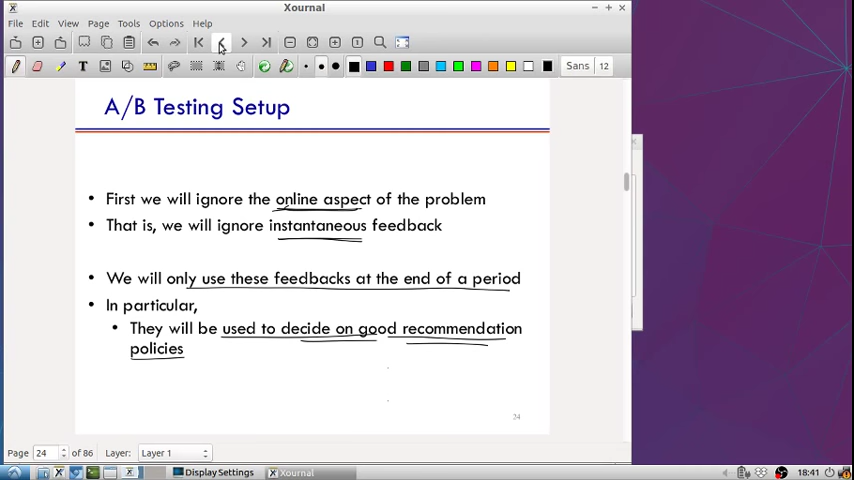 Xournal
File Edit View Page Tools Options Help
T Sans 12
A/B Testing Setup
• First we will ignore the online aspect of the problem
• That is, we will ignore instantaneous feedback
• We will only use these feedbacks at the end of a period
• In particular,
• They will be used to decide on good recommendation
policies
24
Page 24 of 86 Layer: Layer 1
Display Settings Xournal 18:41